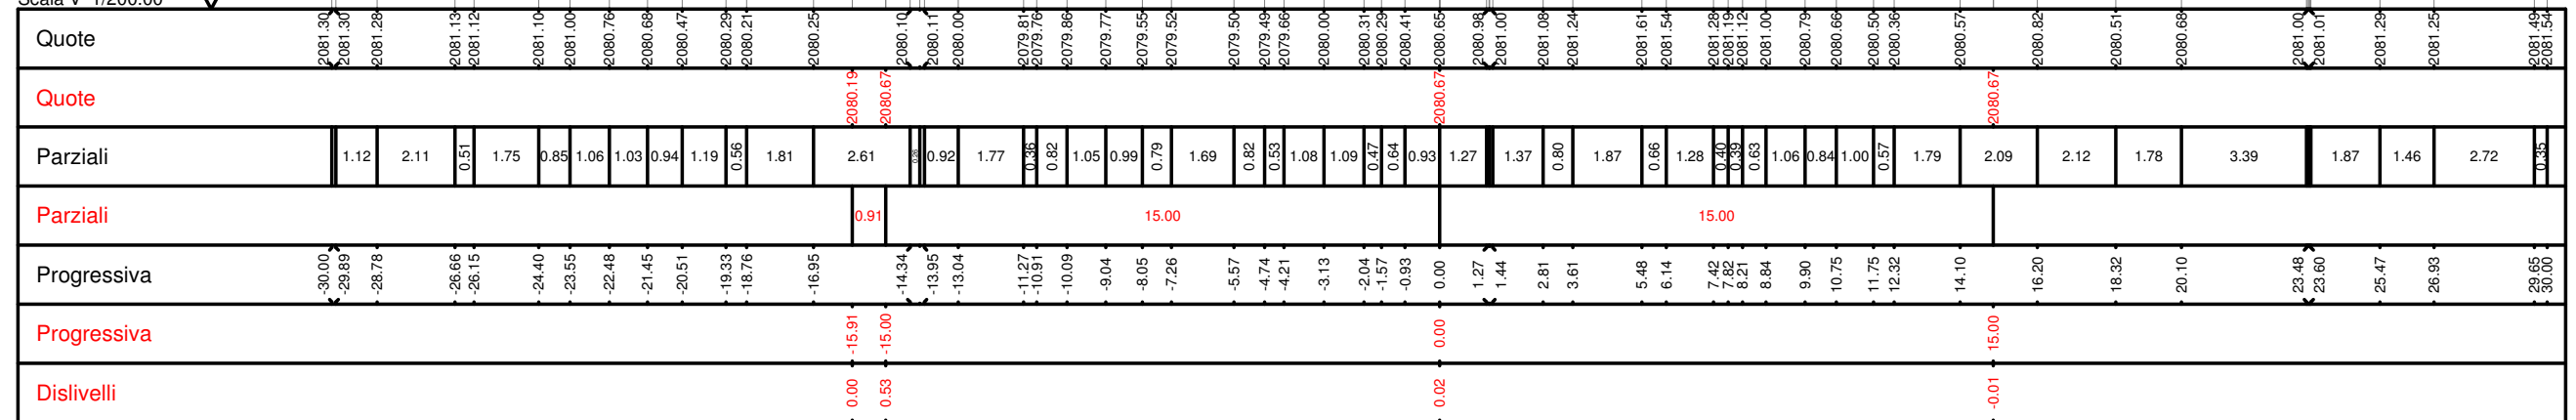 Scala V 1/200.00
Quote 2081.30 2081.30 2081.28 2081.13 2081.12 2081.10 2081.00 2080.76 2080.68 2080.47 2080.29 2080.21 2080.25 2080.10 2080.11 2080.00 2079.81 2079.76 2079.86 2079.77 2079.55 2079.52 2079.50 2079.49 2079.66 2080.00 2080.31 2080.29 2080.41 2080.65 2080.98 2081.00 2081.08 2081.24 2081.61 2081.54 2081.28 2081.19 2081.12 2081.00 2080.79 2080.66 2080.50 2080.36 2080.57 2080.82 2080.51 2080.68 2081.00 2081.01 2081.29 2081.25 2081.49 2081.54
Quote 2080.19 2080.67 2080.67 2080.67
Parziali 1.12 2.11 0.51 1.75 0.85 1.06 1.03 0.94 1.19 0.56 1.81 2.61 0.92 1.77 0.36 0.82 1.05 0.99 0.79 1.69 0.82 0.53 1.08 1.09 0.47 0.64 0.93 1.27 1.37 0.80 1.87 0.66 1.28 0.40 0.39 0.63 1.06 0.84 1.00 0.57 1.79 2.09 2.12 1.78 3.39 1.87 1.46 2.72 0.35
Parziali 0.91 15.00 15.00
Progressiva -30.00 -29.89 -28.78 -26.66 -26.15 -24.40 -23.55 -22.48 -21.45 -20.51 -19.33 -18.76 -16.95 -14.34 -13.95 -13.04 -11.27 -10.91 -10.09 -9.04 -8.05 -7.26 -5.57 -4.74 -4.21 -3.13 -2.04 -1.57 -0.93 0.00 1.27 1.44 2.81 3.61 5.48 6.14 7.42 7.82 8.21 8.84 9.90 10.75 11.75 12.32 14.10 16.20 18.32 20.10 23.48 23.60 25.47 26.93 29.65 30.00
Progressiva -15.91 -15.00 0.00 15.00
Dislivelli 0.00 0.53 0.02 -0.01